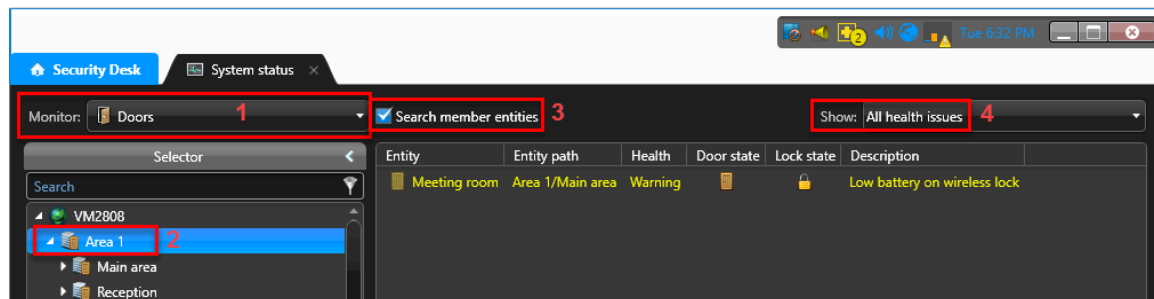 2 Tue 6:32 PM
Security Desk System status
Monitor: Doors 1 Search member entities 3 Show: All health issues 4
Selector Entity Entity path Health Door state Lock state Description
Search Meeting room Area 1/Main area Warning Low battery on wireless lock
VM2808
Area 1 2
Main area
Reception